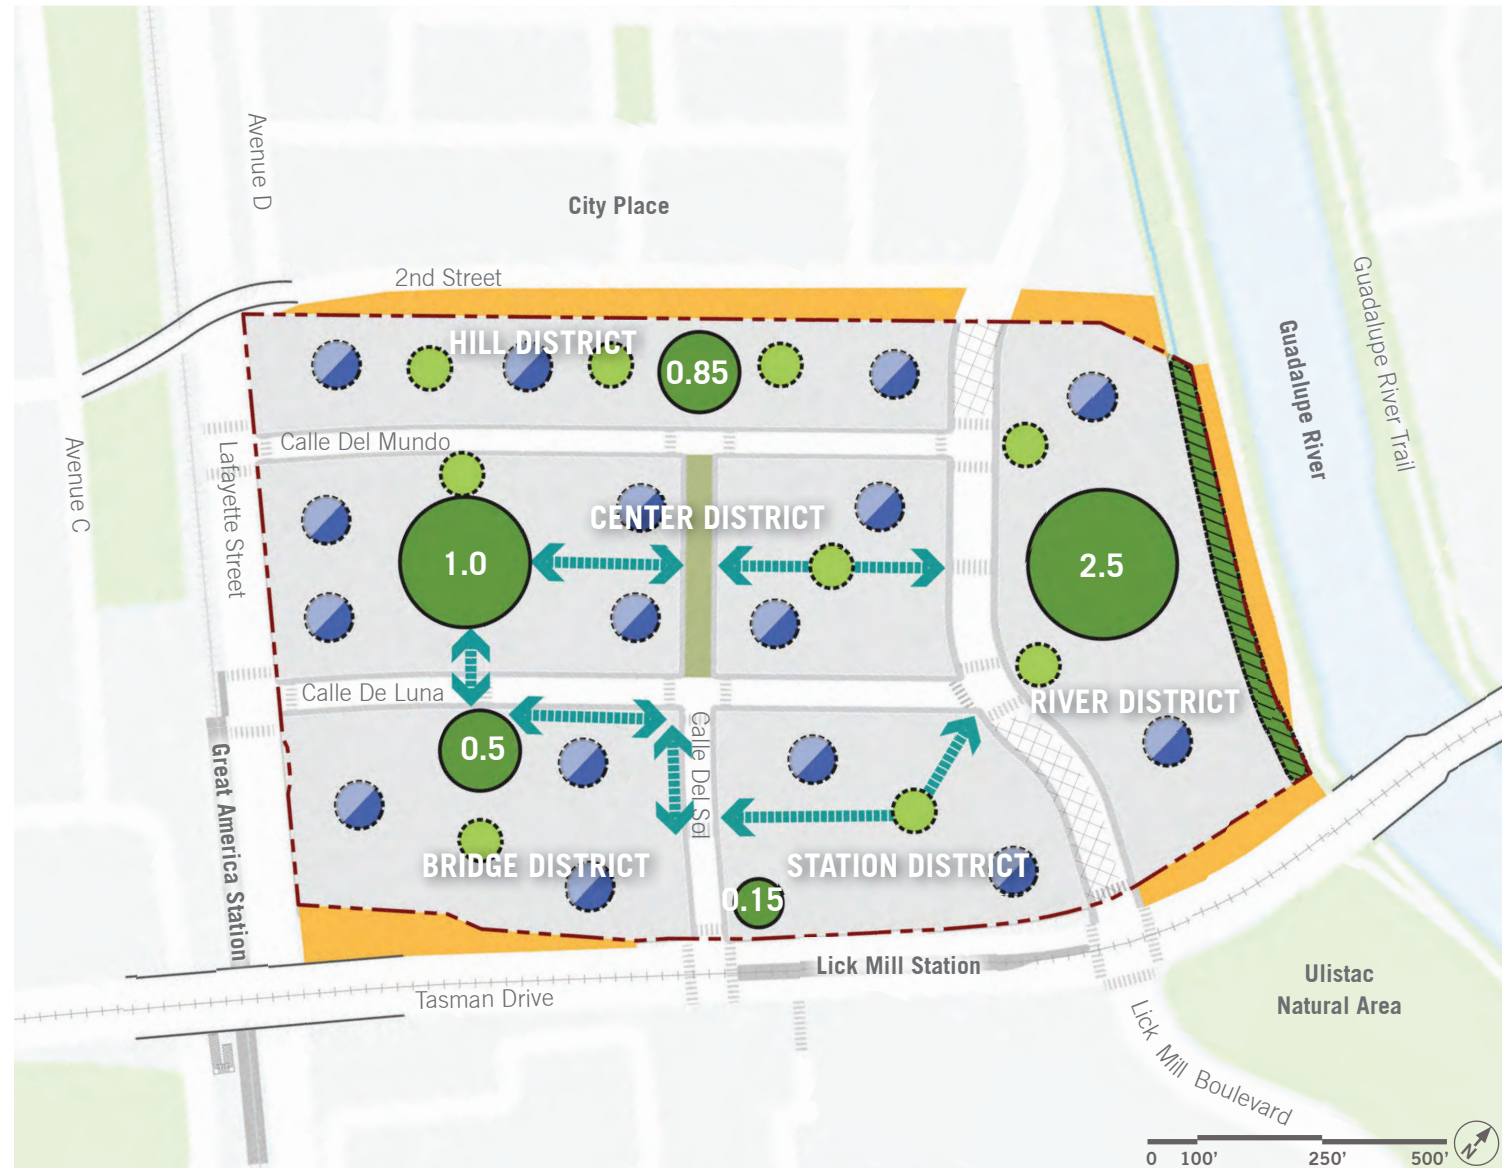 Avenue D
City Place
2nd Street
Guadalupe River Trail
Guadalupe River
HILL DISTRICT
0.85
Avenue C
Lafayette Street
Calle Del Mundo
CENTER DISTRICT
1.0
2.5
Calle De Luna
RIVER DISTRICT
Calle Del Sol
0.5
Great America Station
BRIDGE DISTRICT
STATION DISTRICT
0.15
Lick Mill Station
Tasman Drive
Ulistac
Natural Area
Lick Mill Boulevard
0 100' 250' 500'
N